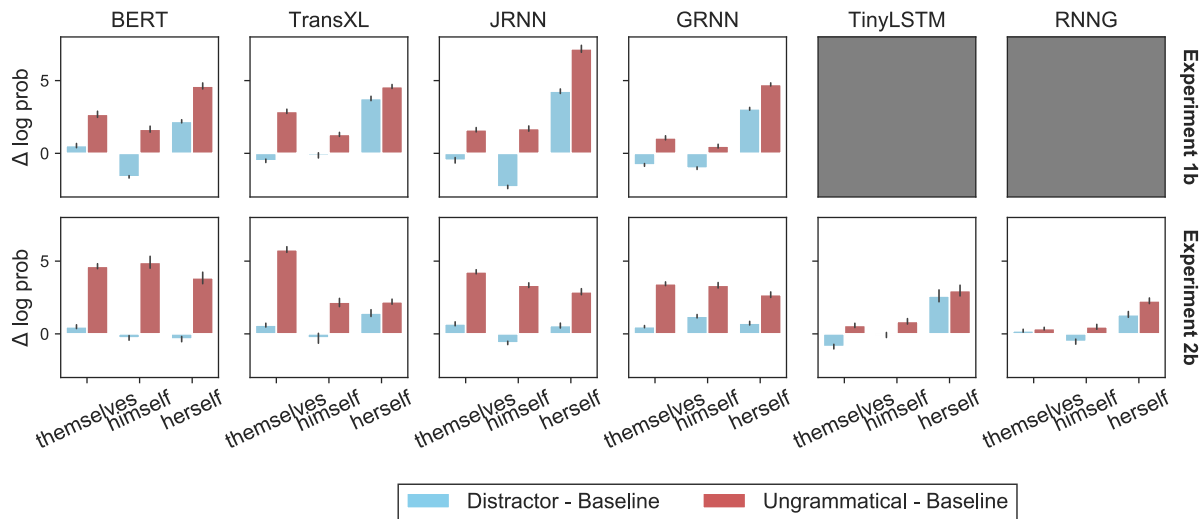 BERT TransXL JRNN GRNN TinyLSTM RNNG
Δ log prob
5
0
Experiment 1b
Δ log prob
5
0
Experiment 2b
themselves himself herself themselves himself herself themselves himself herself themselves himself herself themselves himself herself themselves himself herself
Distractor - Baseline Ungrammatical - Baseline